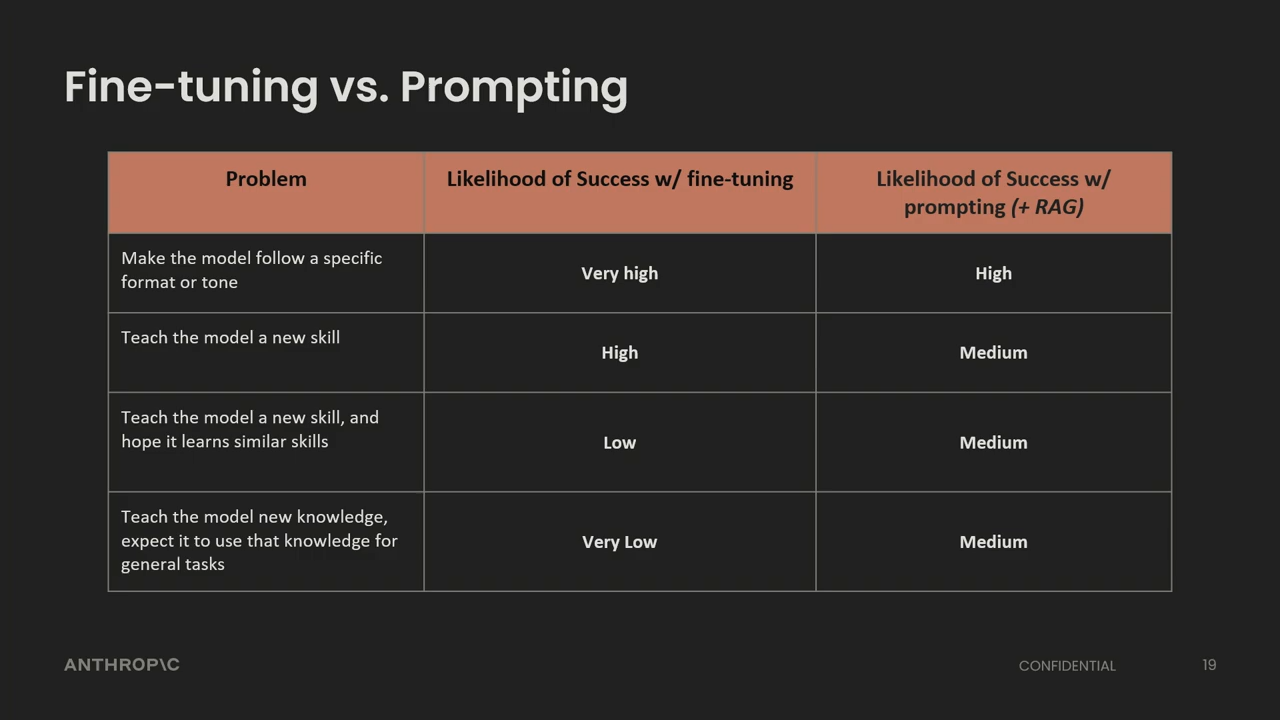 Fine-tuning vs. Prompting
Problem
Likelihood of Success w/ fine-tuning
Likelihood of Success w/
prompting (+ RAG)
Make the model follow a specific
format or tone
Very high
High
Teach the model a new skill
High
Medium
Teach the model a new skill, and
hope it learns similar skills
Low
Medium
Teach the model new knowledge,
expect it to use that knowledge for
general tasks
Very Low
Medium
ANTHROP\C
CONFIDENTIAL
19